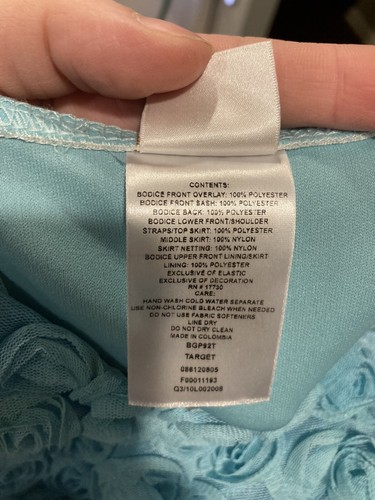 CONTENTS:
BODICE FRONT OVERLAY: 100% POLYESTER
BODICE FRONT SASH: 100% POLYESTER
BODICE BACK: 100% POLYESTER
BODICE LOWER FRONT/SHOULDER
STRAPS/TOP SKIRT: 100% POLYESTER
MIDDLE SKIRT: 100% NYLON
SKIRT NETTING: 100% NYLON
BODICE UPPER FRONT LINING/SKIRT
LINING: 100% POLYESTER
EXCLUSIVE OF ELASTIC
EXCLUSIVE OF DECORATION
RN # 17730
CARE:
HAND WASH COLD WATER SEPARATE
USE NON-CHLORINE BLEACH WHEN NEEDED
DO NOT USE FABRIC SOFTENERS
LINE DRY
DO NOT DRY CLEAN
MADE IN COLOMBIA
BGP92T
TARGET
086120805
F00011163
Q3/10L002008